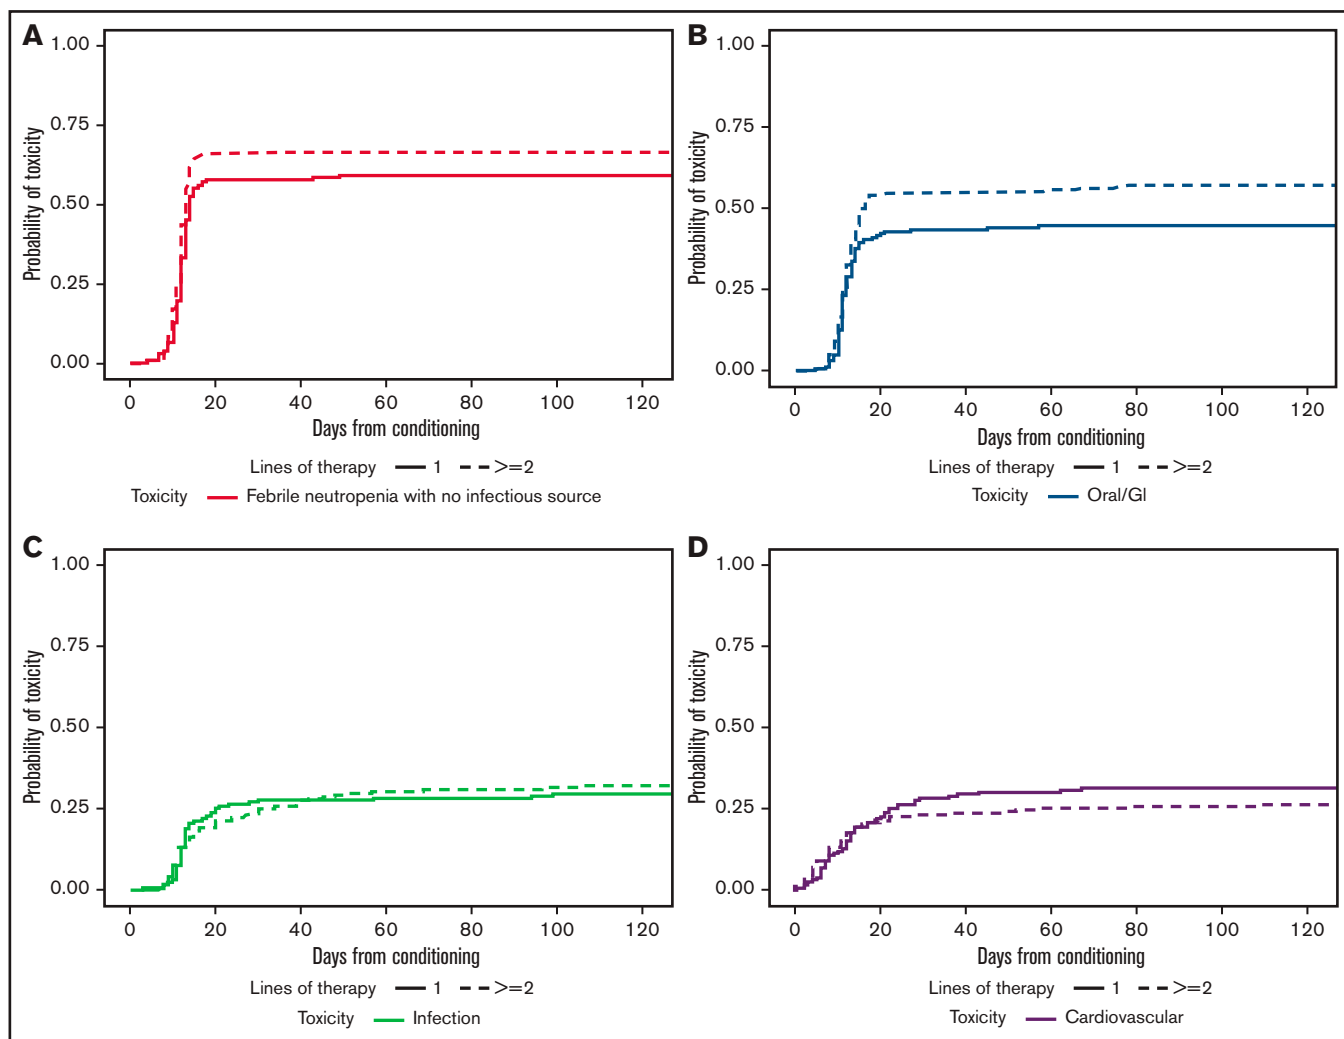 A
1.00
0.75
0.50
0.25
0.00
Probability of toxicity
0 20 40 60 80 100 120
Days from conditioning
Lines of therapy 1 >=2
Toxicity Febrile neutropenia with no infectious source
B
1.00
0.75
0.50
0.25
0.00
Probability of toxicity
0 20 40 60 80 100 120
Days from conditioning
Lines of therapy 1 >=2
Toxicity Oral/GI
C
1.00
0.75
0.50
0.25
0.00
Probability of toxicity
0 20 40 60 80 100 120
Days from conditioning
Lines of therapy 1 >=2
Toxicity Infection
D
1.00
0.75
0.50
0.25
0.00
Probability of toxicity
0 20 40 60 80 100 120
Days from conditioning
Lines of therapy 1 >=2
Toxicity Cardiovascular